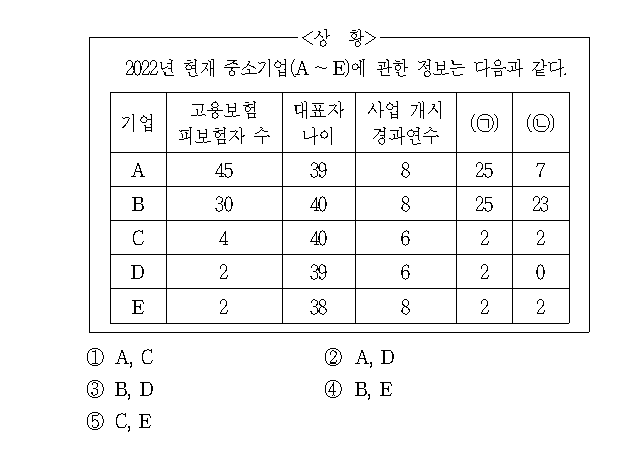 <상 황>
2022년 현재 중소기업(A ~ E)에 관한 정보는 다음과 같다.
기업 고용보험 피보험자 수 대표자 나이 사업 개시 경과연수 (㉠) (㉡)
A 45 39 8 25 7
B 30 40 8 25 23
C 4 40 6 2 2
D 2 39 6 2 0
E 2 38 8 2 2
① A, C ② A, D
③ B, D ④ B, E
⑤ C, E